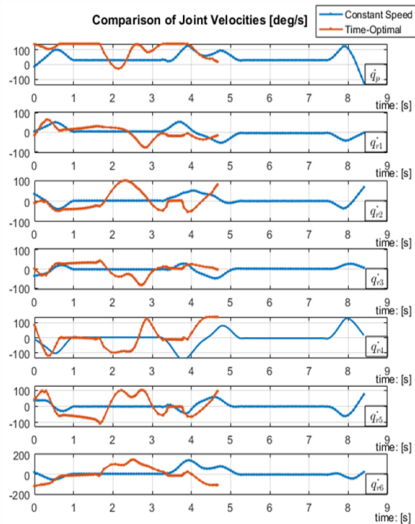 Comparison of Joint Velocities [deg/s]
Constant Speed
Time-Optimal
100
0
-100
q̇p
0 1 2 3 4 5 6 7 8 9
time: [s]
100
0
-100
q̇r1
0 1 2 3 4 5 6 7 8 9
time: [s]
100
0
-100
q̇r2
0 1 2 3 4 5 6 7 8 9
time: [s]
100
0
-100
q̇r3
0 1 2 3 4 5 6 7 8 9
time: [s]
100
0
-100
q̇r4
0 1 2 3 4 5 6 7 8 9
time: [s]
100
0
-100
q̇r5
0 1 2 3 4 5 6 7 8 9
time: [s]
200
0
-200
q̇r6
0 1 2 3 4 5 6 7 8 9
time: [s]